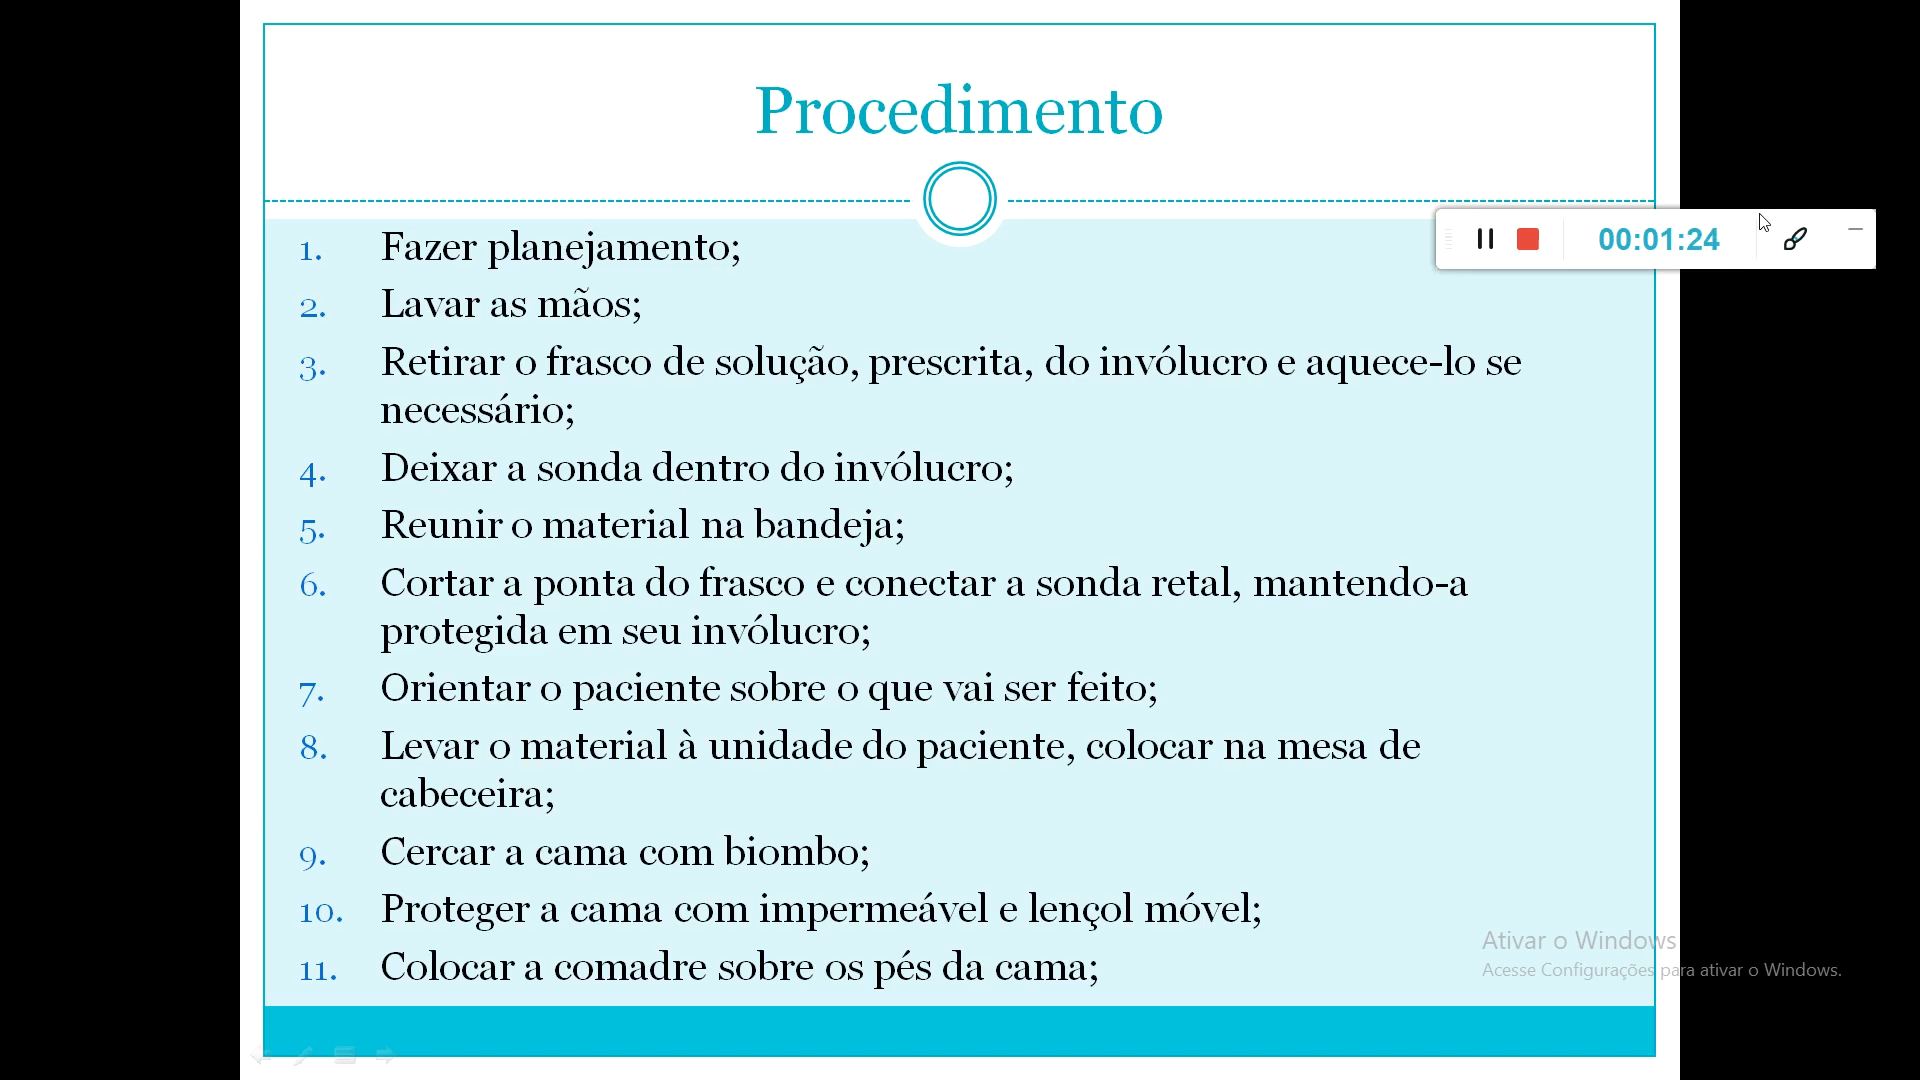 Procedimento
1. Fazer planejamento;
00:01:24
2. Lavar as mãos;
3. Retirar o frasco de solução, prescrita, do invólucro e aquece-lo se
necessário;
4. Deixar a sonda dentro do invólucro;
5. Reunir o material na bandeja;
6. Cortar a ponta do frasco e conectar a sonda retal, mantendo-a
protegida em seu invólucro;
7. Orientar o paciente sobre o que vai ser feito;
8. Levar o material à unidade do paciente, colocar na mesa de
cabeceira;
9. Cercar a cama com biombo;
10. Proteger a cama com impermeável e lençol móvel;
11. Colocar a comadre sobre os pés da cama;
Ativar o Windows
Acesse Configurações para ativar o Windows.